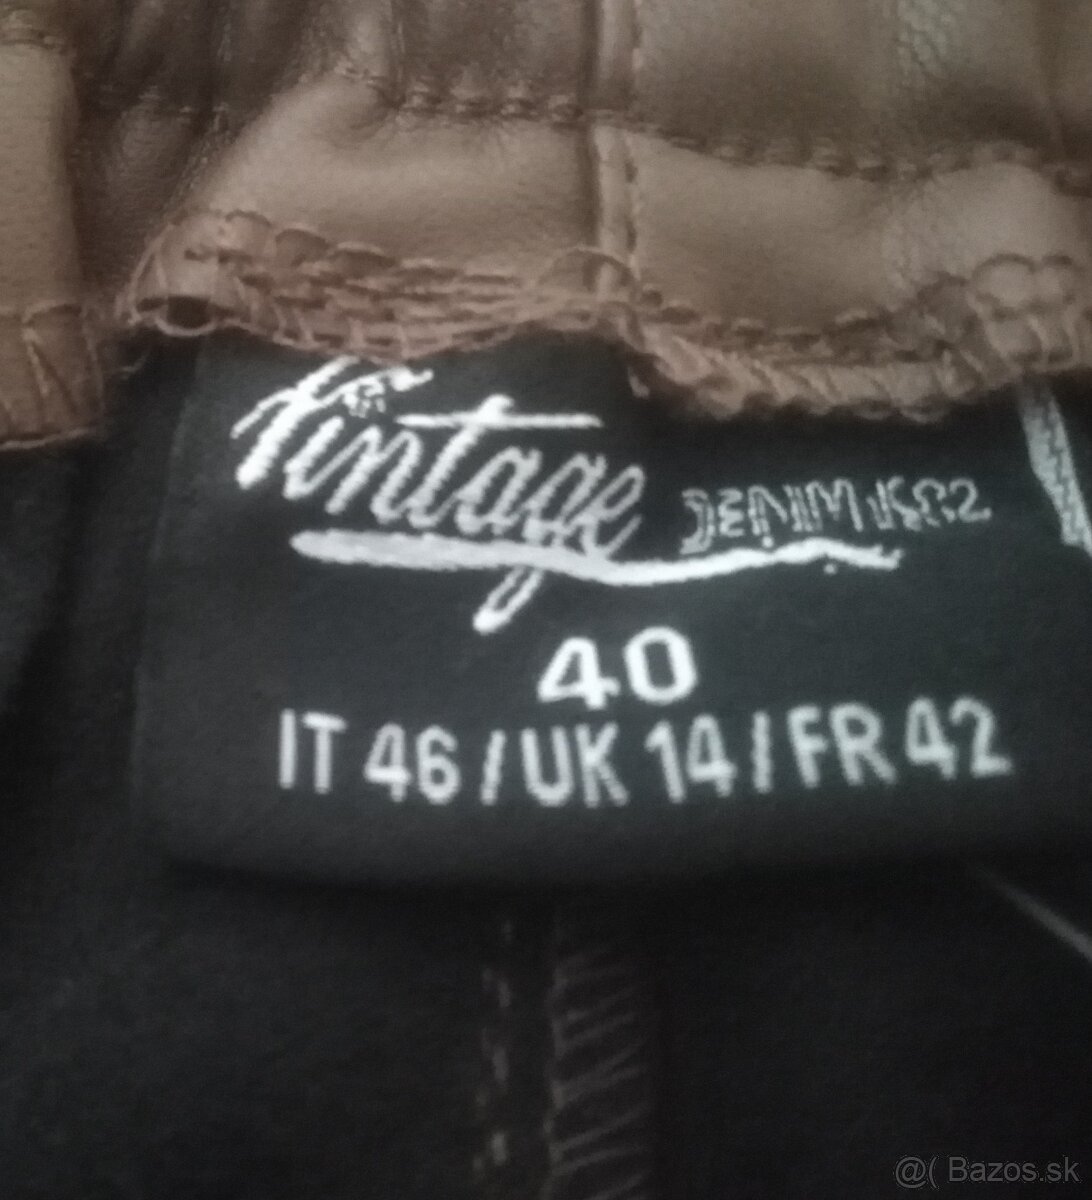 Vintage DENIM
40
IT 46 / UK 14 / FR 42
@( Bazos.sk